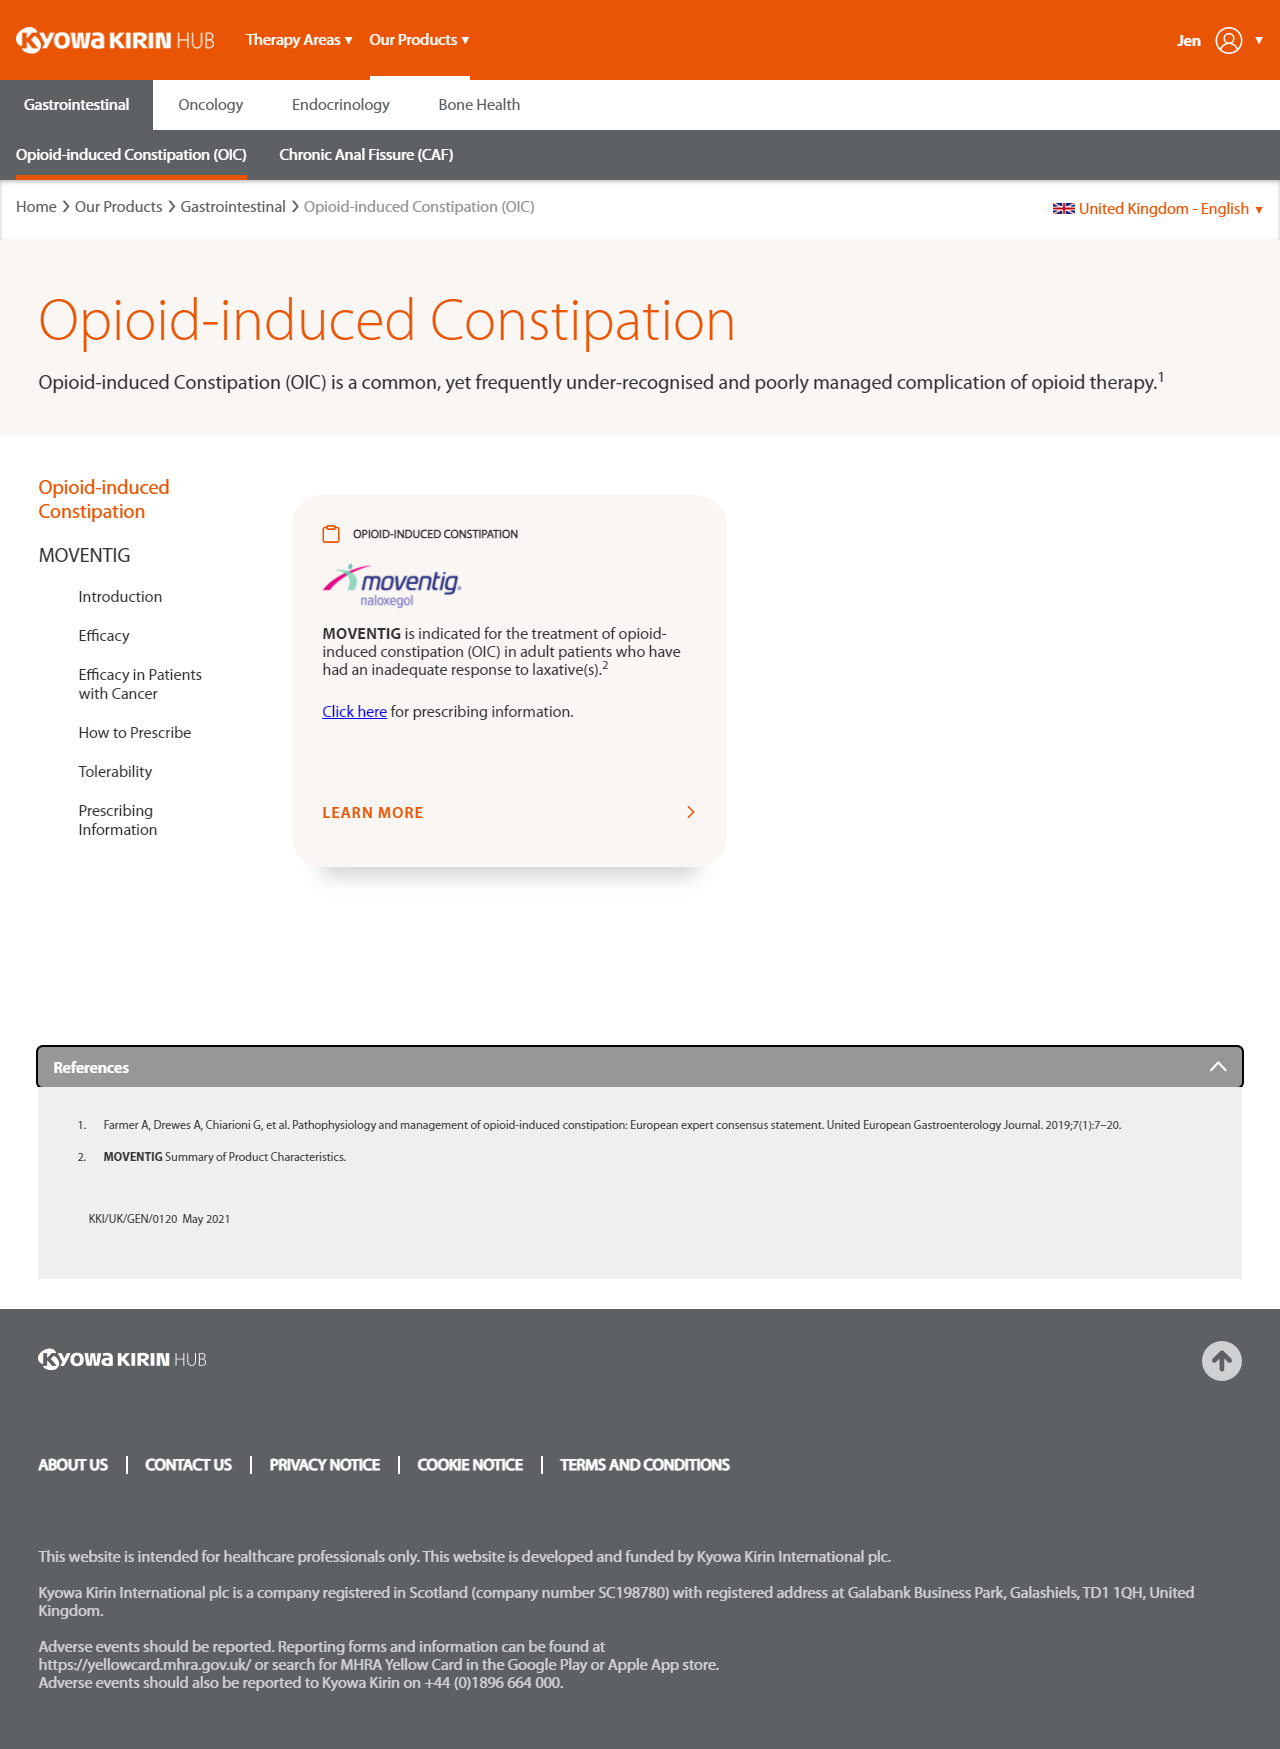 KYOWA KIRIN HUB
Therapy Areas ▼ Our Products ▼
Jen ▼
Gastrointestinal Oncology Endocrinology Bone Health
Opioid-induced Constipation (OIC) Chronic Anal Fissure (CAF)
Home > Our Products > Gastrointestinal > Opioid-induced Constipation (OIC)
United Kingdom - English ▼
Opioid-induced Constipation
Opioid-induced Constipation (OIC) is a common, yet frequently under-recognised and poorly managed complication of opioid therapy.1
Opioid-induced
Constipation
MOVENTIG
Introduction
Efficacy
Efficacy in Patients
with Cancer
How to Prescribe
Tolerability
Prescribing
Information
OPIOID-INDUCED CONSTIPATION
moventig®
naloxegol
MOVENTIG is indicated for the treatment of opioid-
induced constipation (OIC) in adult patients who have
had an inadequate response to laxative(s).2
Click here for prescribing information.
LEARN MORE
References
1. Farmer A, Drewes A, Chiarioni G, et al. Pathophysiology and management of opioid-induced constipation: European expert consensus statement. United European Gastroenterology Journal. 2019;7(1):7–20.
2. MOVENTIG Summary of Product Characteristics.
KKI/UK/GEN/0120 May 2021
KYOWA KIRIN HUB
ABOUT US | CONTACT US | PRIVACY NOTICE | COOKIE NOTICE | TERMS AND CONDITIONS
This website is intended for healthcare professionals only. This website is developed and funded by Kyowa Kirin International plc.
Kyowa Kirin International plc is a company registered in Scotland (company number SC198780) with registered address at Galabank Business Park, Galashiels, TD1 1QH, United
Kingdom.
Adverse events should be reported. Reporting forms and information can be found at
https://yellowcard.mhra.gov.uk/ or search for MHRA Yellow Card in the Google Play or Apple App store.
Adverse events should also be reported to Kyowa Kirin on +44 (0)1896 664 000.